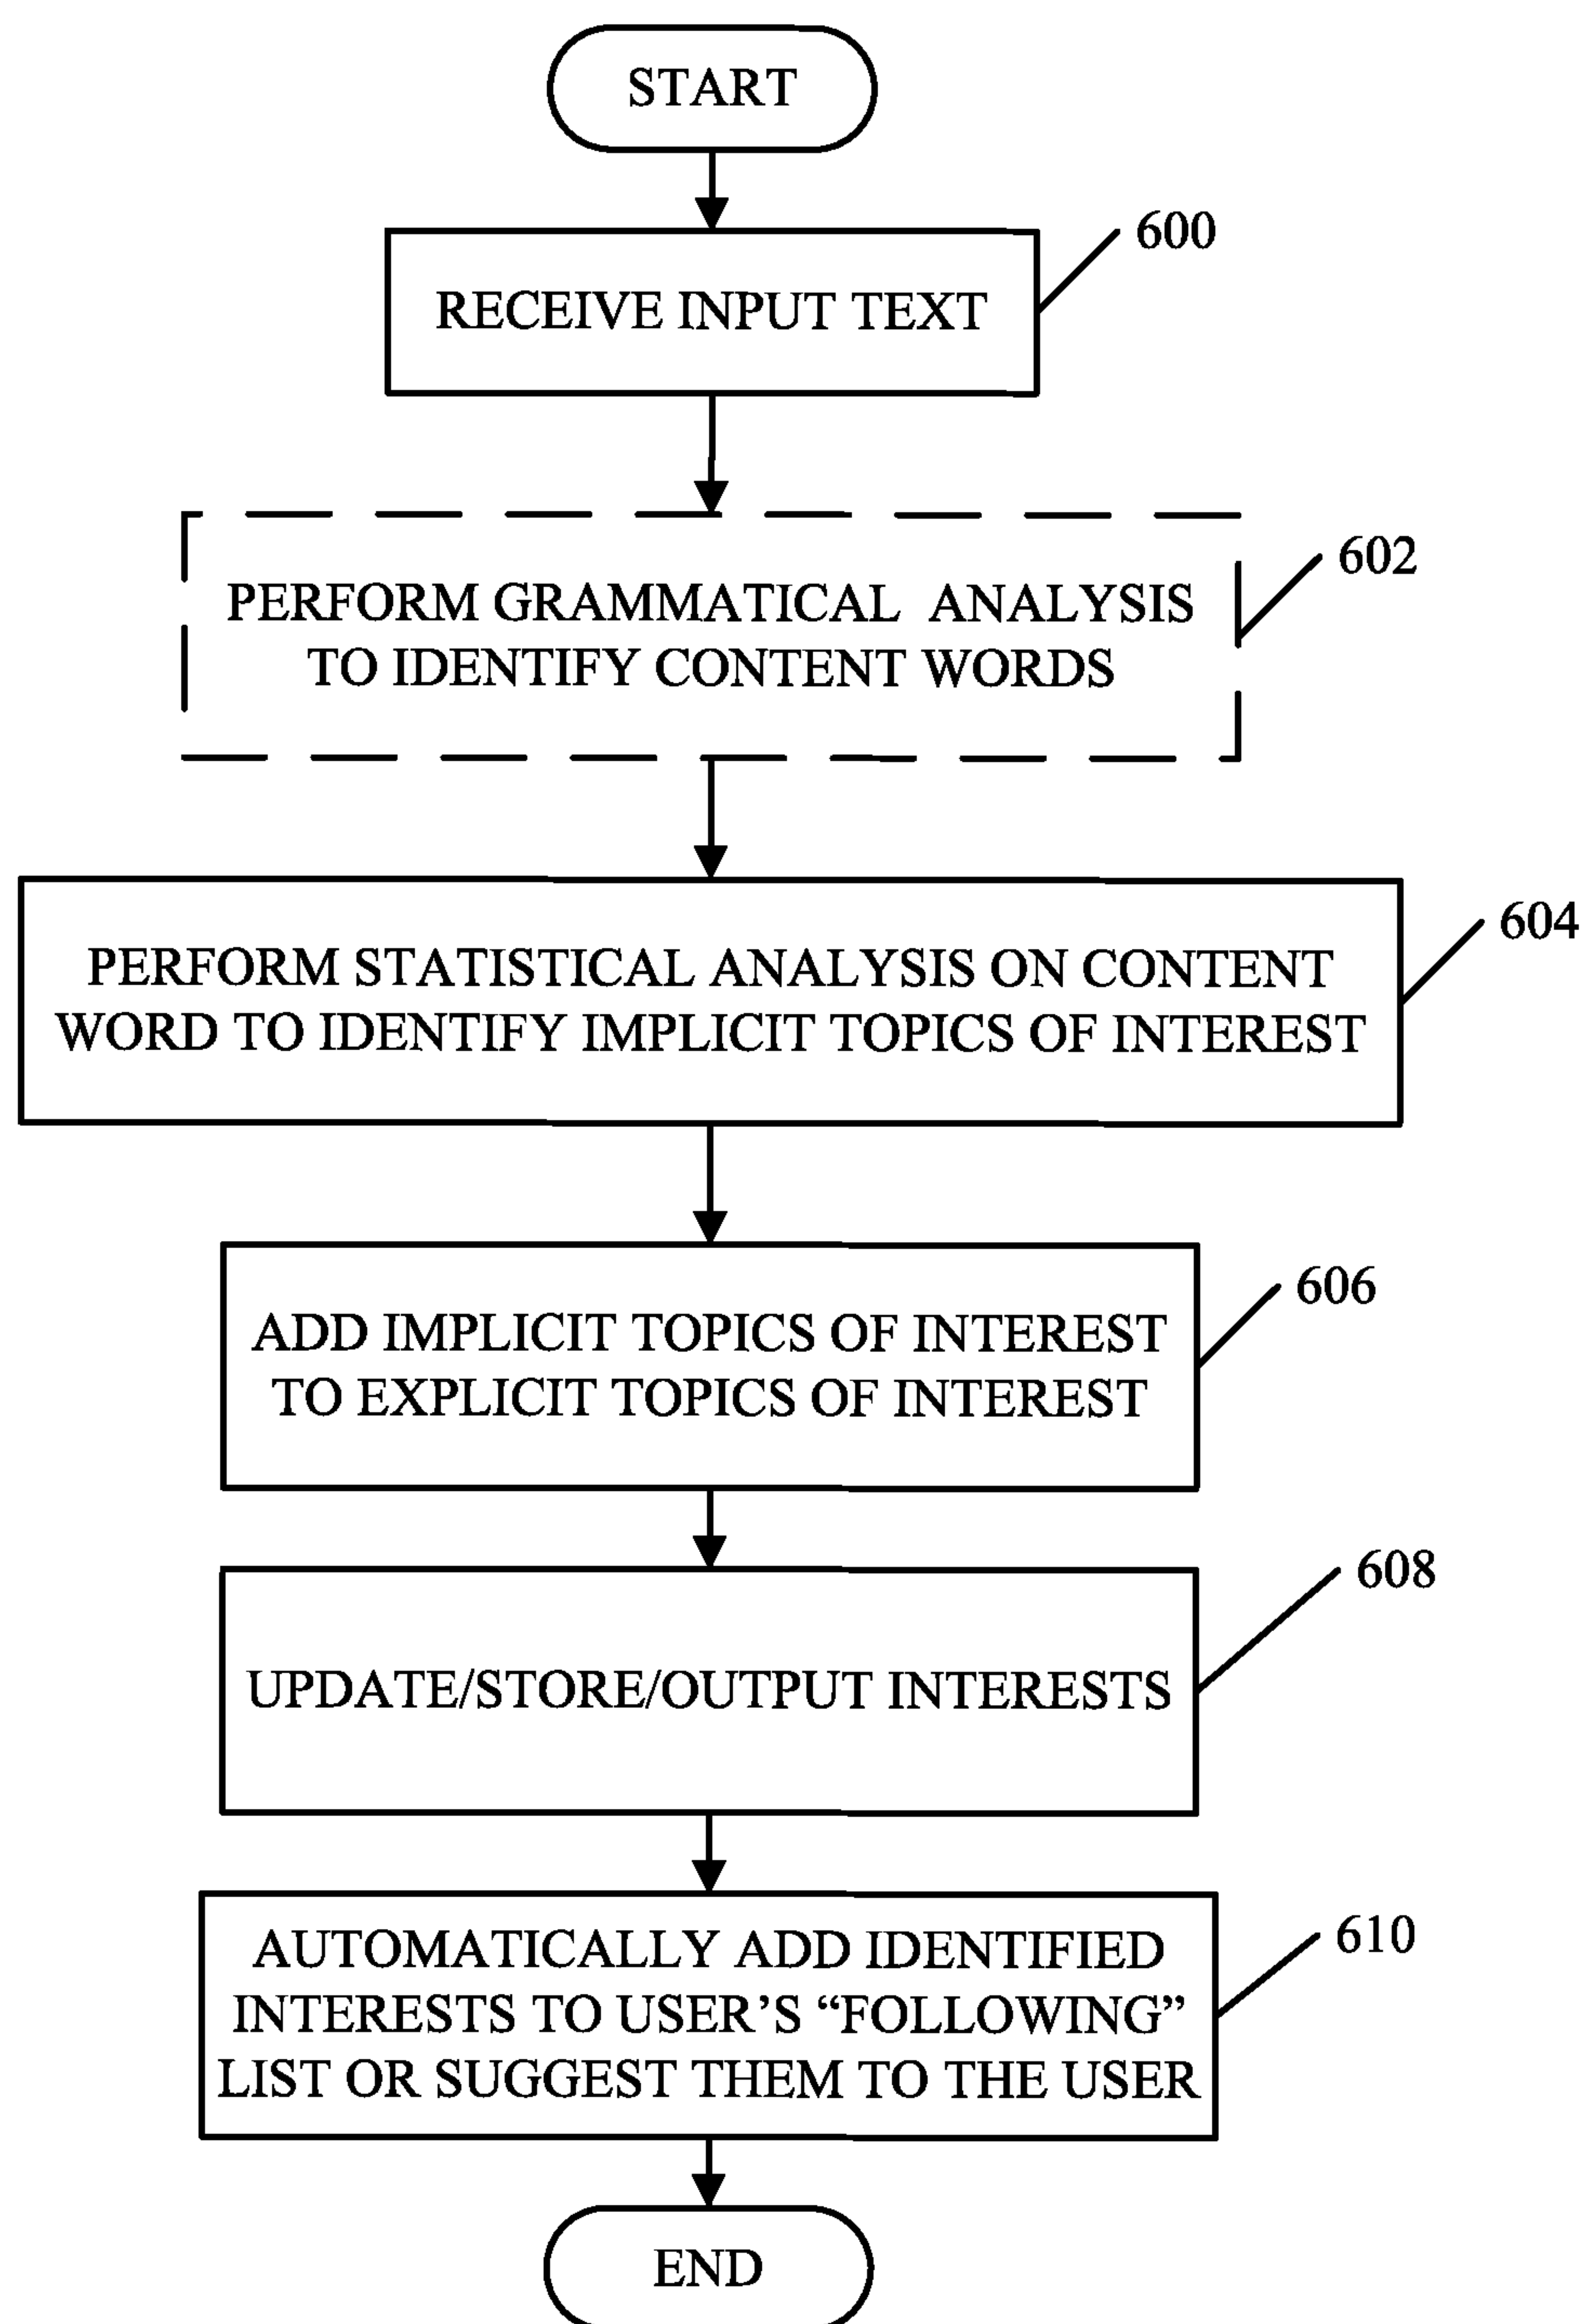 START
600
RECEIVE INPUT TEXT
602
PERFORM GRAMMATICAL ANALYSIS
TO IDENTIFY CONTENT WORDS
604
PERFORM STATISTICAL ANALYSIS ON CONTENT
WORD TO IDENTIFY IMPLICIT TOPICS OF INTEREST
606
ADD IMPLICIT TOPICS OF INTEREST
TO EXPLICIT TOPICS OF INTEREST
608
UPDATE/STORE/OUTPUT INTERESTS
610
AUTOMATICALLY ADD IDENTIFIED
INTERESTS TO USER’S “FOLLOWING”
LIST OR SUGGEST THEM TO THE USER
END